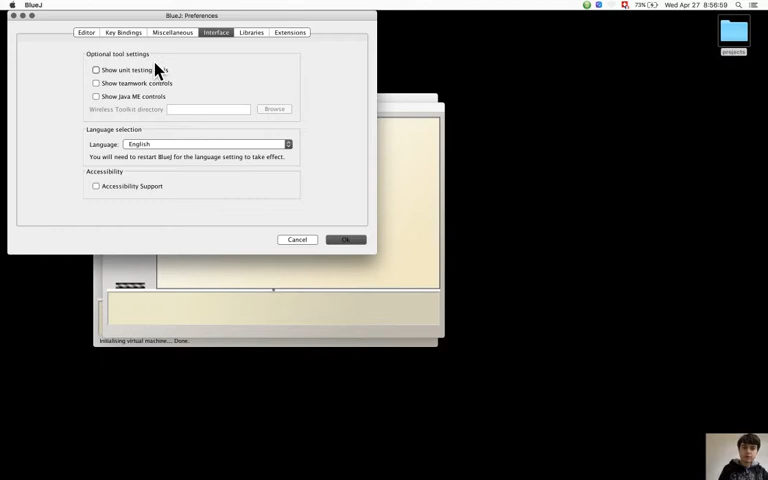 BlueJ
73%
Wed Apr 27 8:56:59
BlueJ: Preferences
Editor
Key Bindings
Miscellaneous
Interface
Libraries
Extensions
projects
Optional tool settings
Show unit testing
Show teamwork controls
Show Java ME controls
Wireless Toolkit directory
Browse
Language selection
Language:
English
You will need to restart BlueJ for the language setting to take effect.
Accessibility
Accessibility Support
Cancel
Ok
Initialising virtual machine... Done.